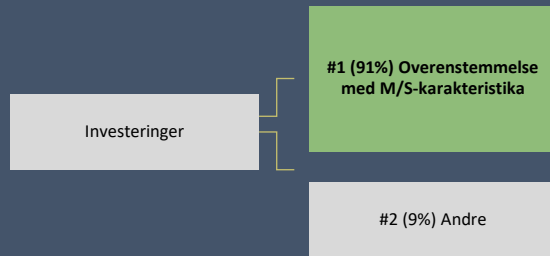 Investeringer
#1 (91%) Overenstemmelse
med M/S-karakteristika
#2 (9%) Andre